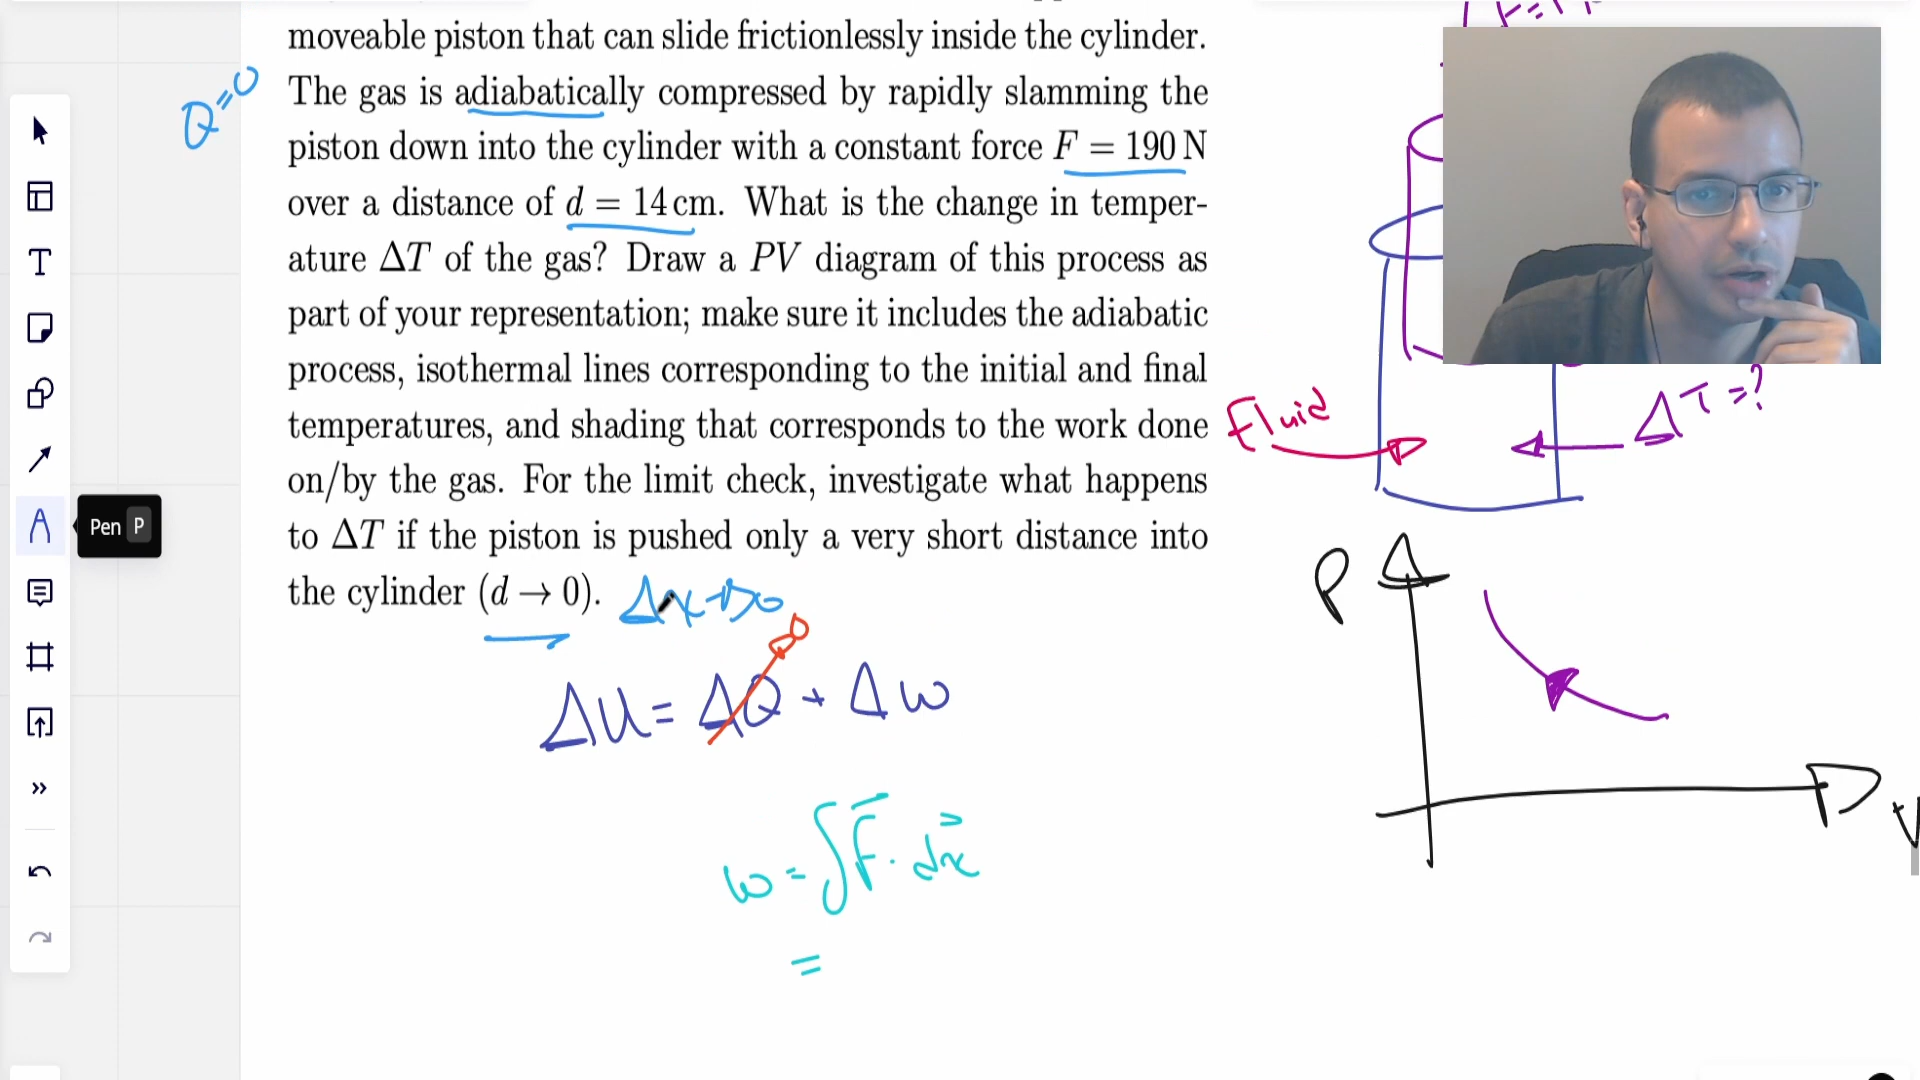 moveable piston that can slide frictionlessly inside the cylinder.
The gas is adiabatically compressed by rapidly slamming the
piston down into the cylinder with a constant force F = 190 N
over a distance of d = 14 cm. What is the change in temper-
ature ΔT of the gas? Draw a PV diagram of this process as
part of your representation; make sure it includes the adiabatic
process, isothermal lines corresponding to the initial and final
temperatures, and shading that corresponds to the work done
on/by the gas. For the limit check, investigate what happens
to ΔT if the piston is pushed only a very short distance into
the cylinder (d → 0).
Q=0
Δx→0
ΔU = ΔQ + ΔW
0
W = ∫F⃗ · dx⃗
=
Fluid
ΔT = ?
P
V
T
Pen P